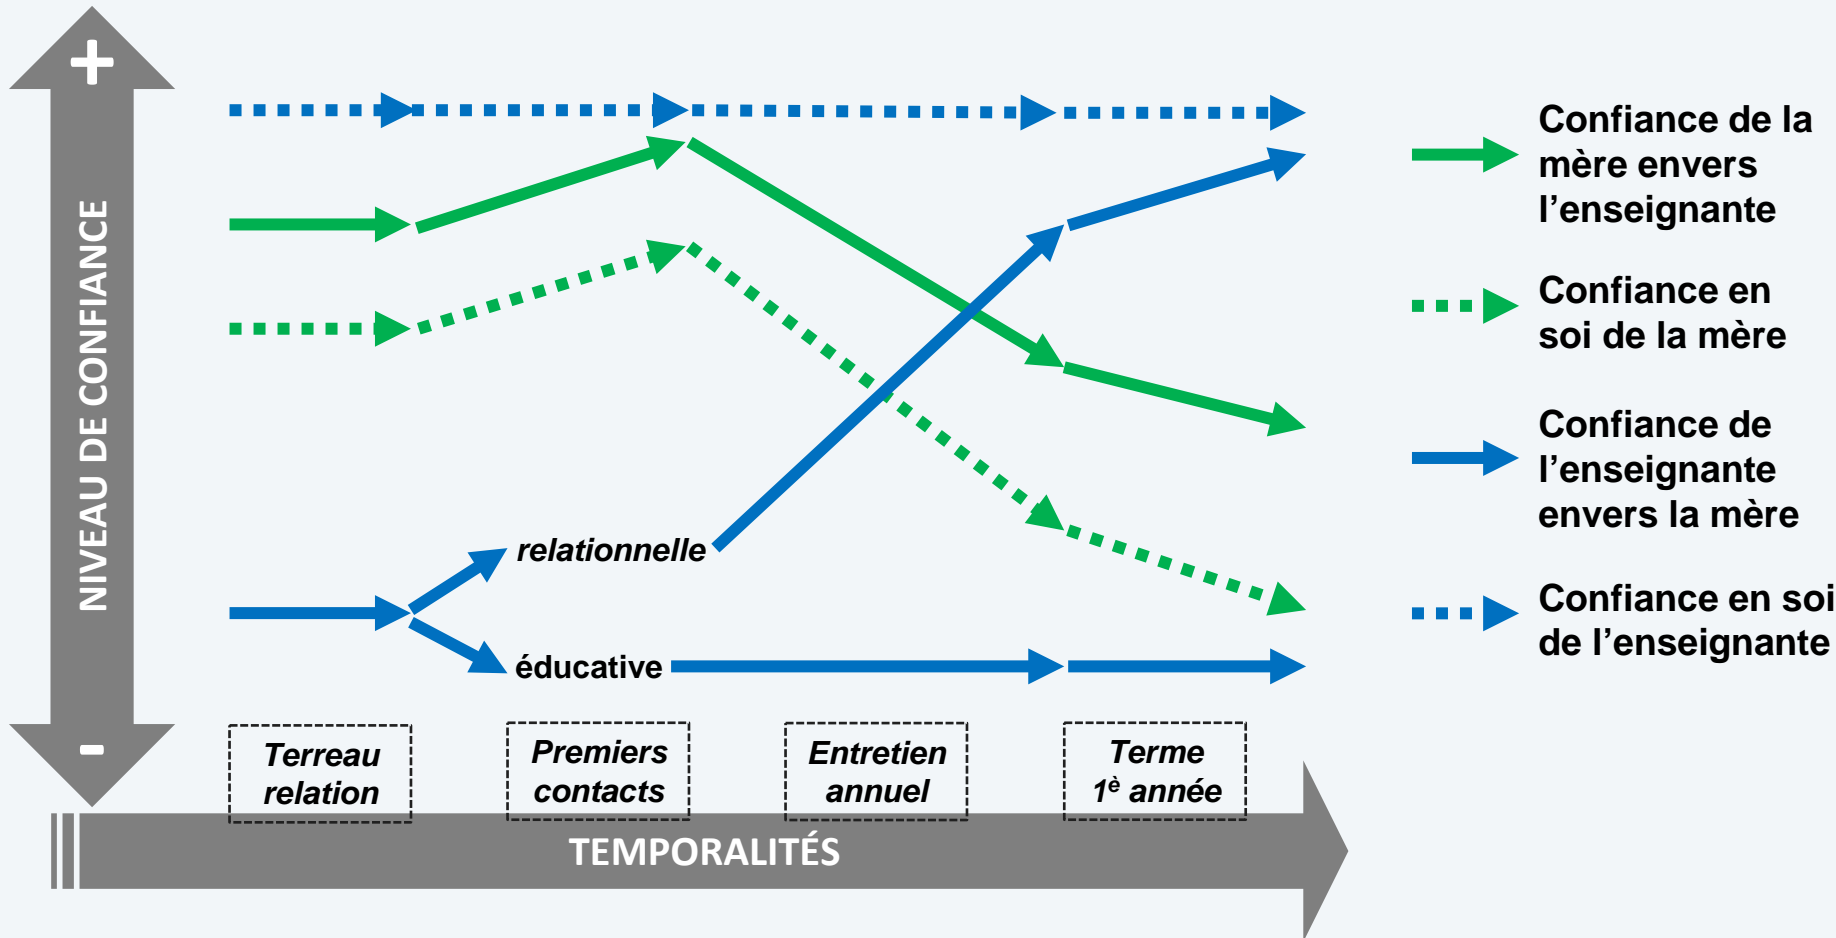 +
NIVEAU DE CONFIANCE
-
relationnelle
éducative
Terreau
relation
Premiers
contacts
Entretien
annuel
Terme
1è année
TEMPORALITÉS
Confiance de la
mère envers
l’enseignante
Confiance en
soi de la mère
Confiance de
l’enseignante
envers la mère
Confiance en soi
de l’enseignante